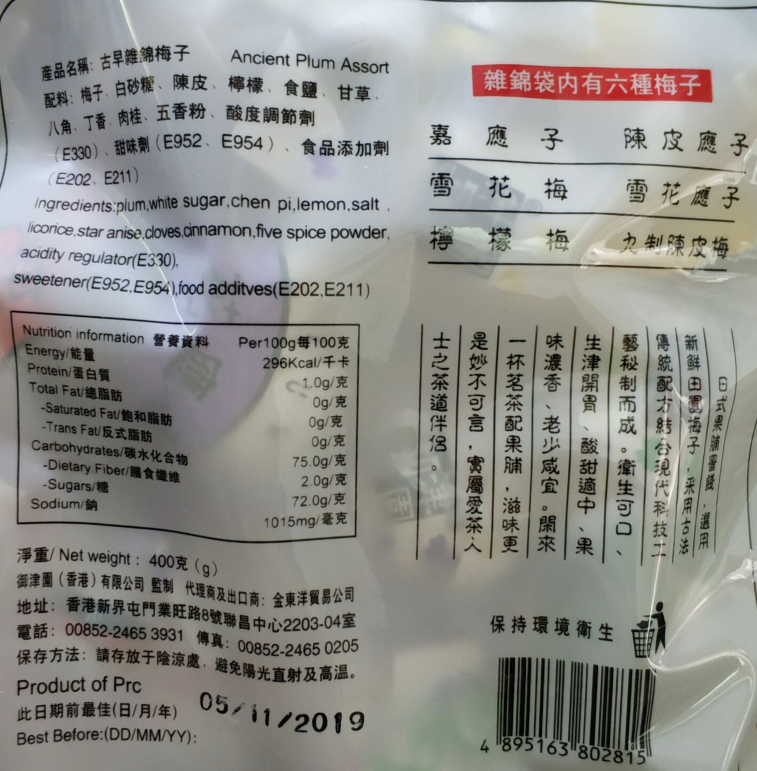 產品名稱: 古早雜錦梅子 Ancient Plum Assort
配料: 梅子、白砂糖、陳皮、檸檬、食鹽、甘草、
八角、丁香、肉桂、五香粉、酸度調節劑
（E330）、甜味劑（E952、E954）、食品添加劑
（E202、E211）
Ingredients:plum,white sugar,chen pi,lemon,salt ,
licorice,star anise,cloves,cinnamon,five spice powder,
acidity regulator(E330),
sweetener(E952,E954),food additves(E202,E211)
Nutrition information 營養資料 Per100g每100克
Energy/能量 296Kcal/千卡
Protein/蛋白質 1.0g/克
Total Fat/總脂肪 0g/克
-Saturated Fat/飽和脂肪 0g/克
-Trans Fat/反式脂肪 0g/克
Carbohydrates/碳水化合物 75.0g/克
-Dietary Fiber/膳食纖維 2.0g/克
-Sugars/糖 72.0g/克
Sodium/鈉 1015mg/毫克
淨重/ Net weight : 400克（g）
御津園（香港）有限公司 監制 代理商及出口商: 金東洋貿易公司
地址: 香港新界屯門業旺路8號聯昌中心2203-04室
電話: 00852-2465 3931 傳真: 00852-2465 0205
保存方法: 請存放于陰涼處，避免陽光直射及高溫。
Product of Prc
此日期前最佳(日/月/年) 05/11/2019
Best Before:(DD/MM/YY):
雜錦袋内有六種梅子
嘉應子 陳皮應子
雪花梅 雪花應子
檸檬梅 九制陳皮梅
日式果脯蜜餞，選用
新鮮田園梅子，采用古法
傳統配方結合現代科技工
藝秘制而成。衛生可口、
生津開胃、酸甜適中、果
味濃香、老少咸宜。閑來
一杯茗茶配果脯，滋味更
是妙不可言，實屬愛茶人
士之茶道伴侶。
保持環境衛生
4 895163 802815